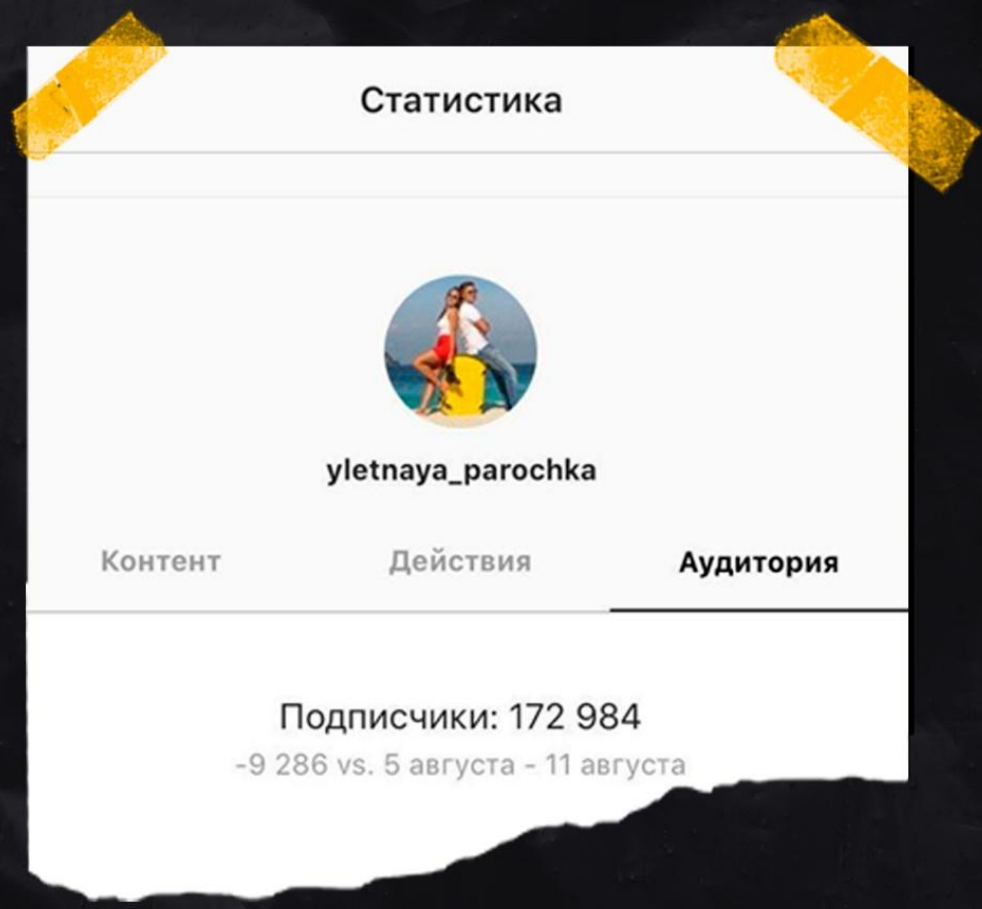 Статистика
yletnaya_parochka
Контент Действия Аудитория
Подписчики: 172 984
-9 286 vs. 5 августа - 11 августа